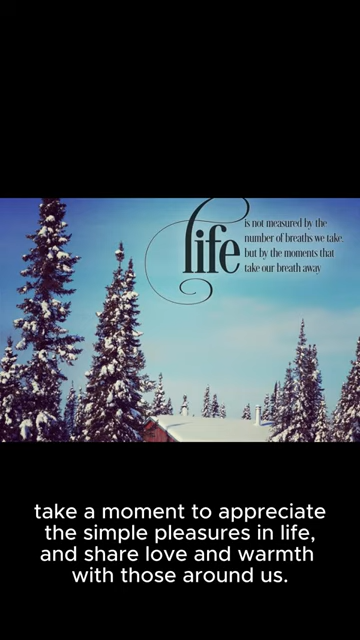 life
is not measured by the
number of breaths we take,
but by the moments that
take our breath away
take a moment to appreciate
the simple pleasures in life,
and share love and warmth
with those around us.